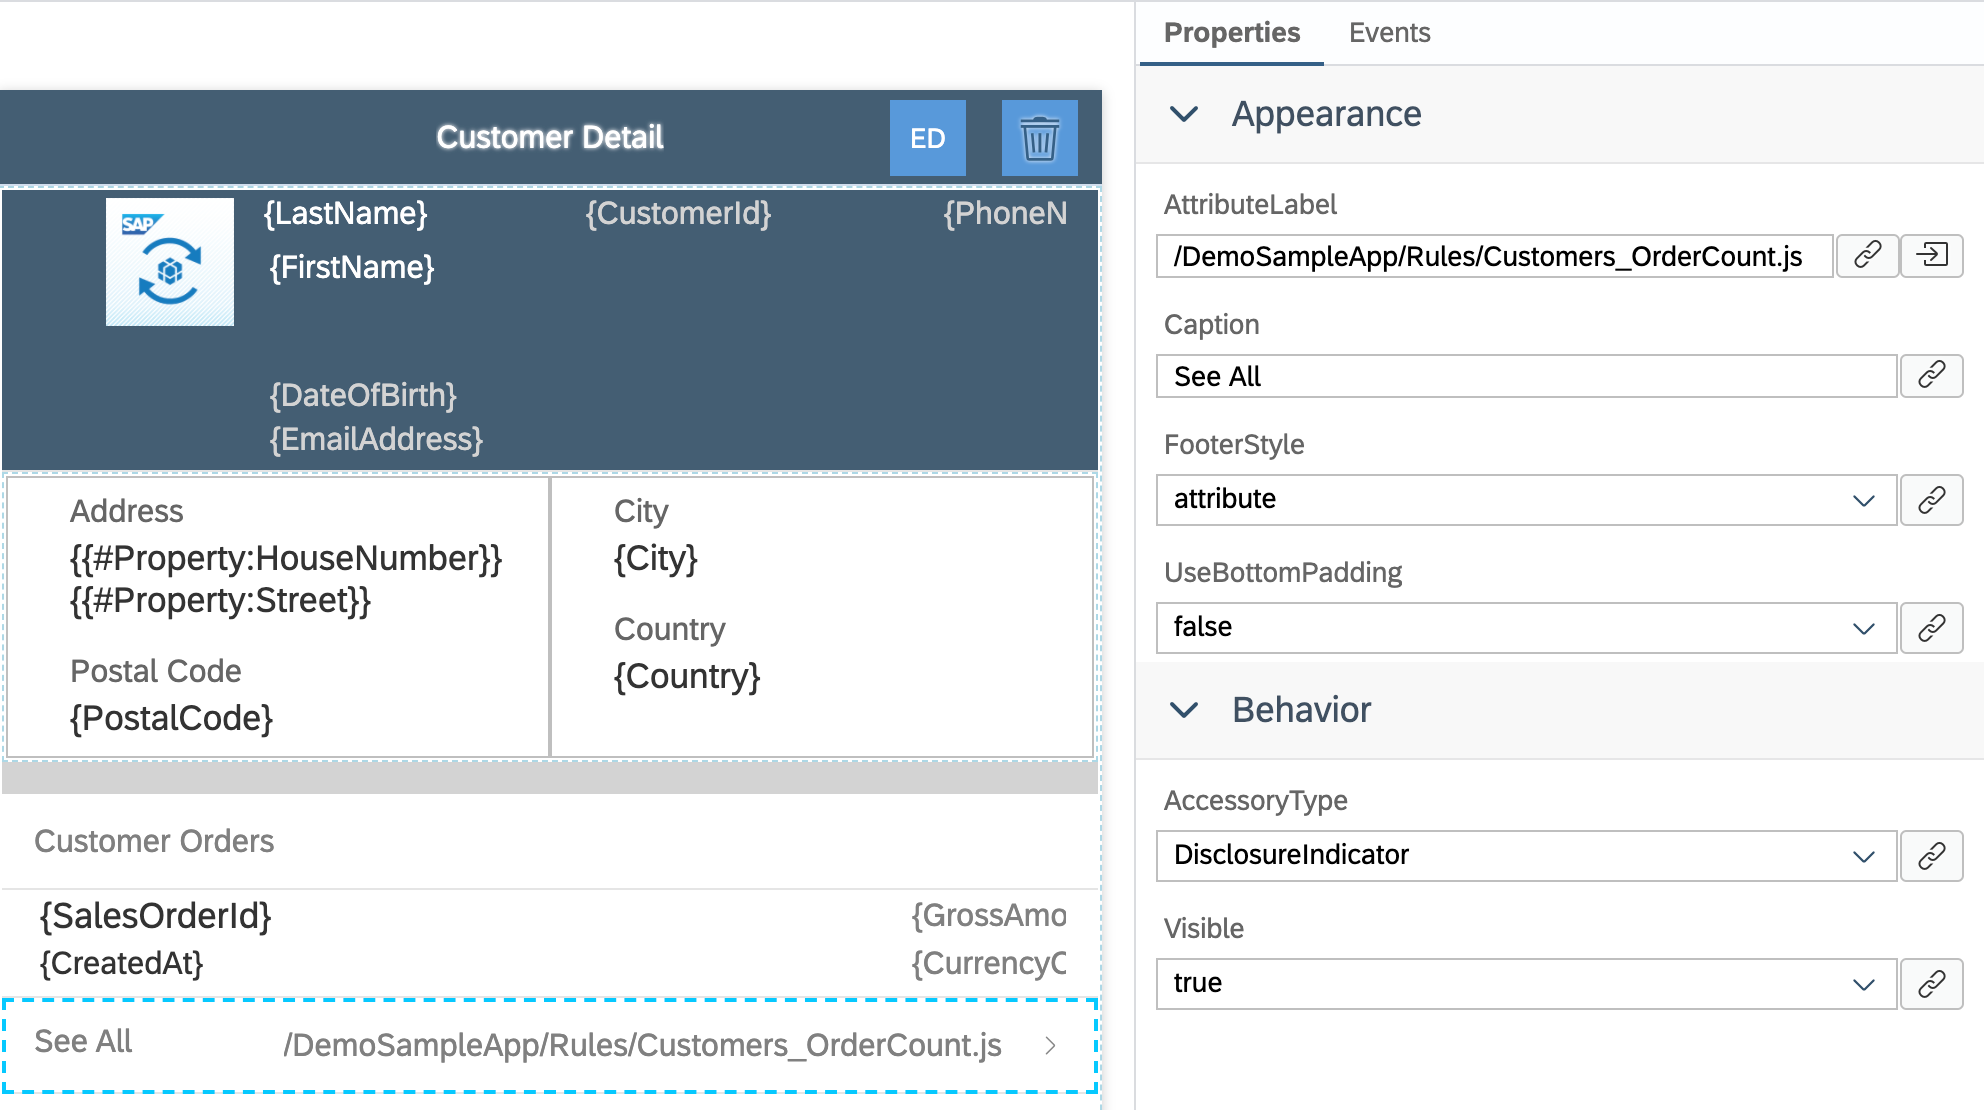 Customer Detail
ED
SAP
{LastName}
{CustomerId}
{PhoneN
{FirstName}
{DateOfBirth}
{EmailAddress}
Address
{{#Property:HouseNumber}}
{{#Property:Street}}
Postal Code
{PostalCode}
City
{City}
Country
{Country}
Customer Orders
{SalesOrderId}
{GrossAmo
{CreatedAt}
{CurrencyC
See All
/DemoSampleApp/Rules/Customers_OrderCount.js
Properties
Events
Appearance
AttributeLabel
/DemoSampleApp/Rules/Customers_OrderCount.js
Caption
See All
FooterStyle
attribute
UseBottomPadding
false
Behavior
AccessoryType
DisclosureIndicator
Visible
true